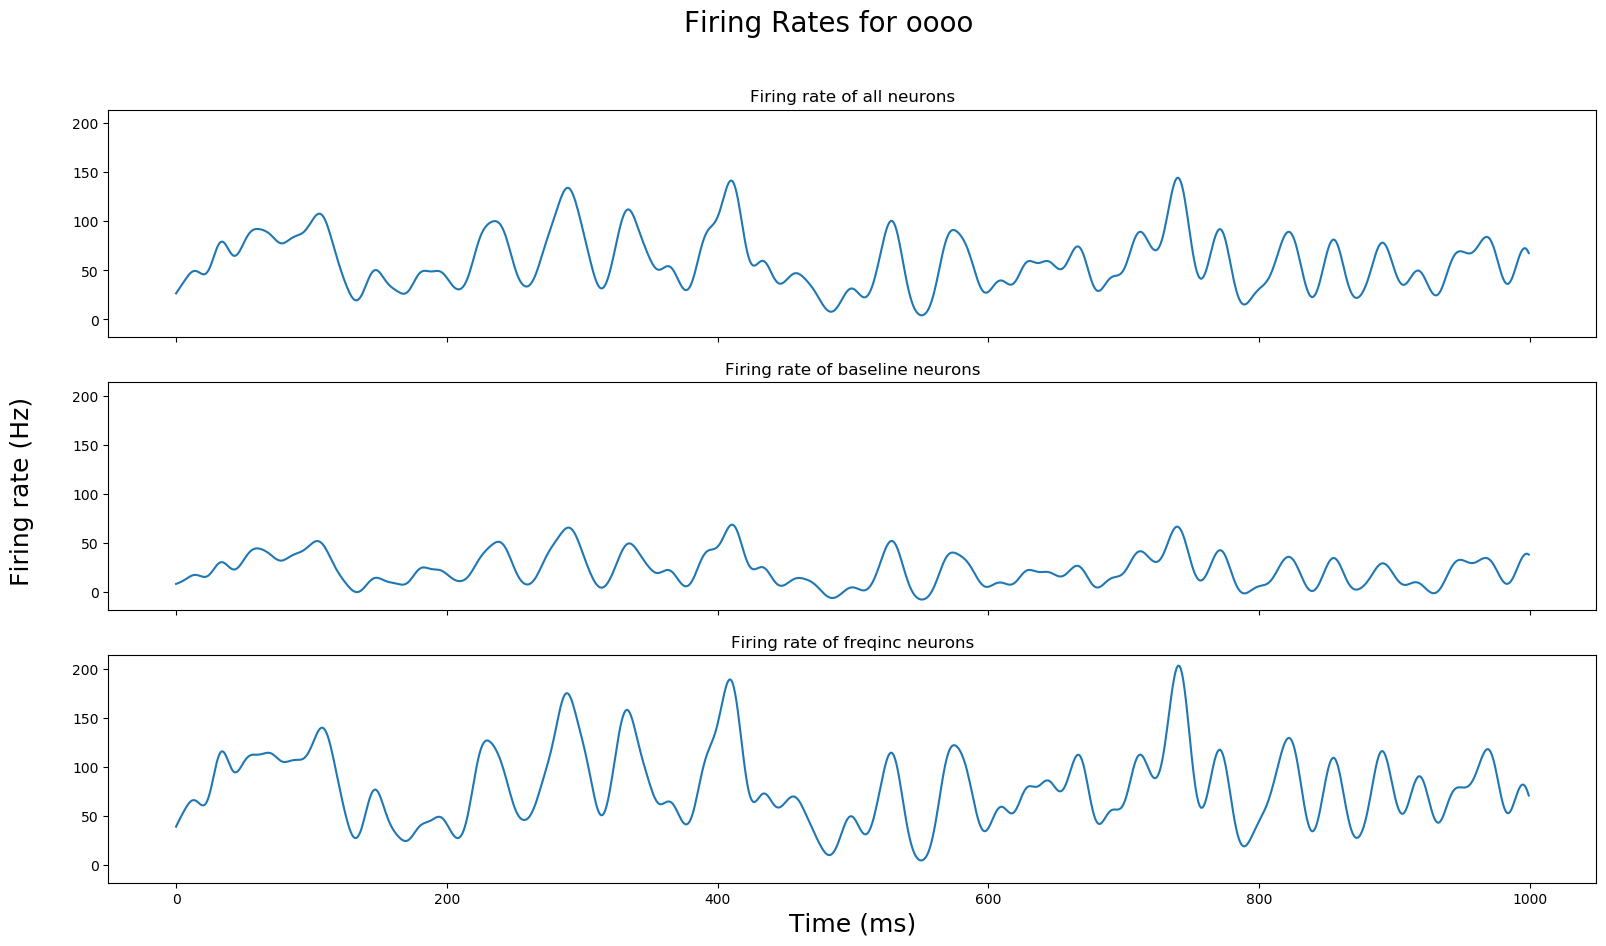 Firing Rates for oooo
Firing rate of all neurons
200
150
100
50
0
Firing rate of baseline neurons
200
150
100
50
0
Firing rate (Hz)
Firing rate of freqinc neurons
200
150
100
50
0
0 200 400 600 800 1000
Time (ms)